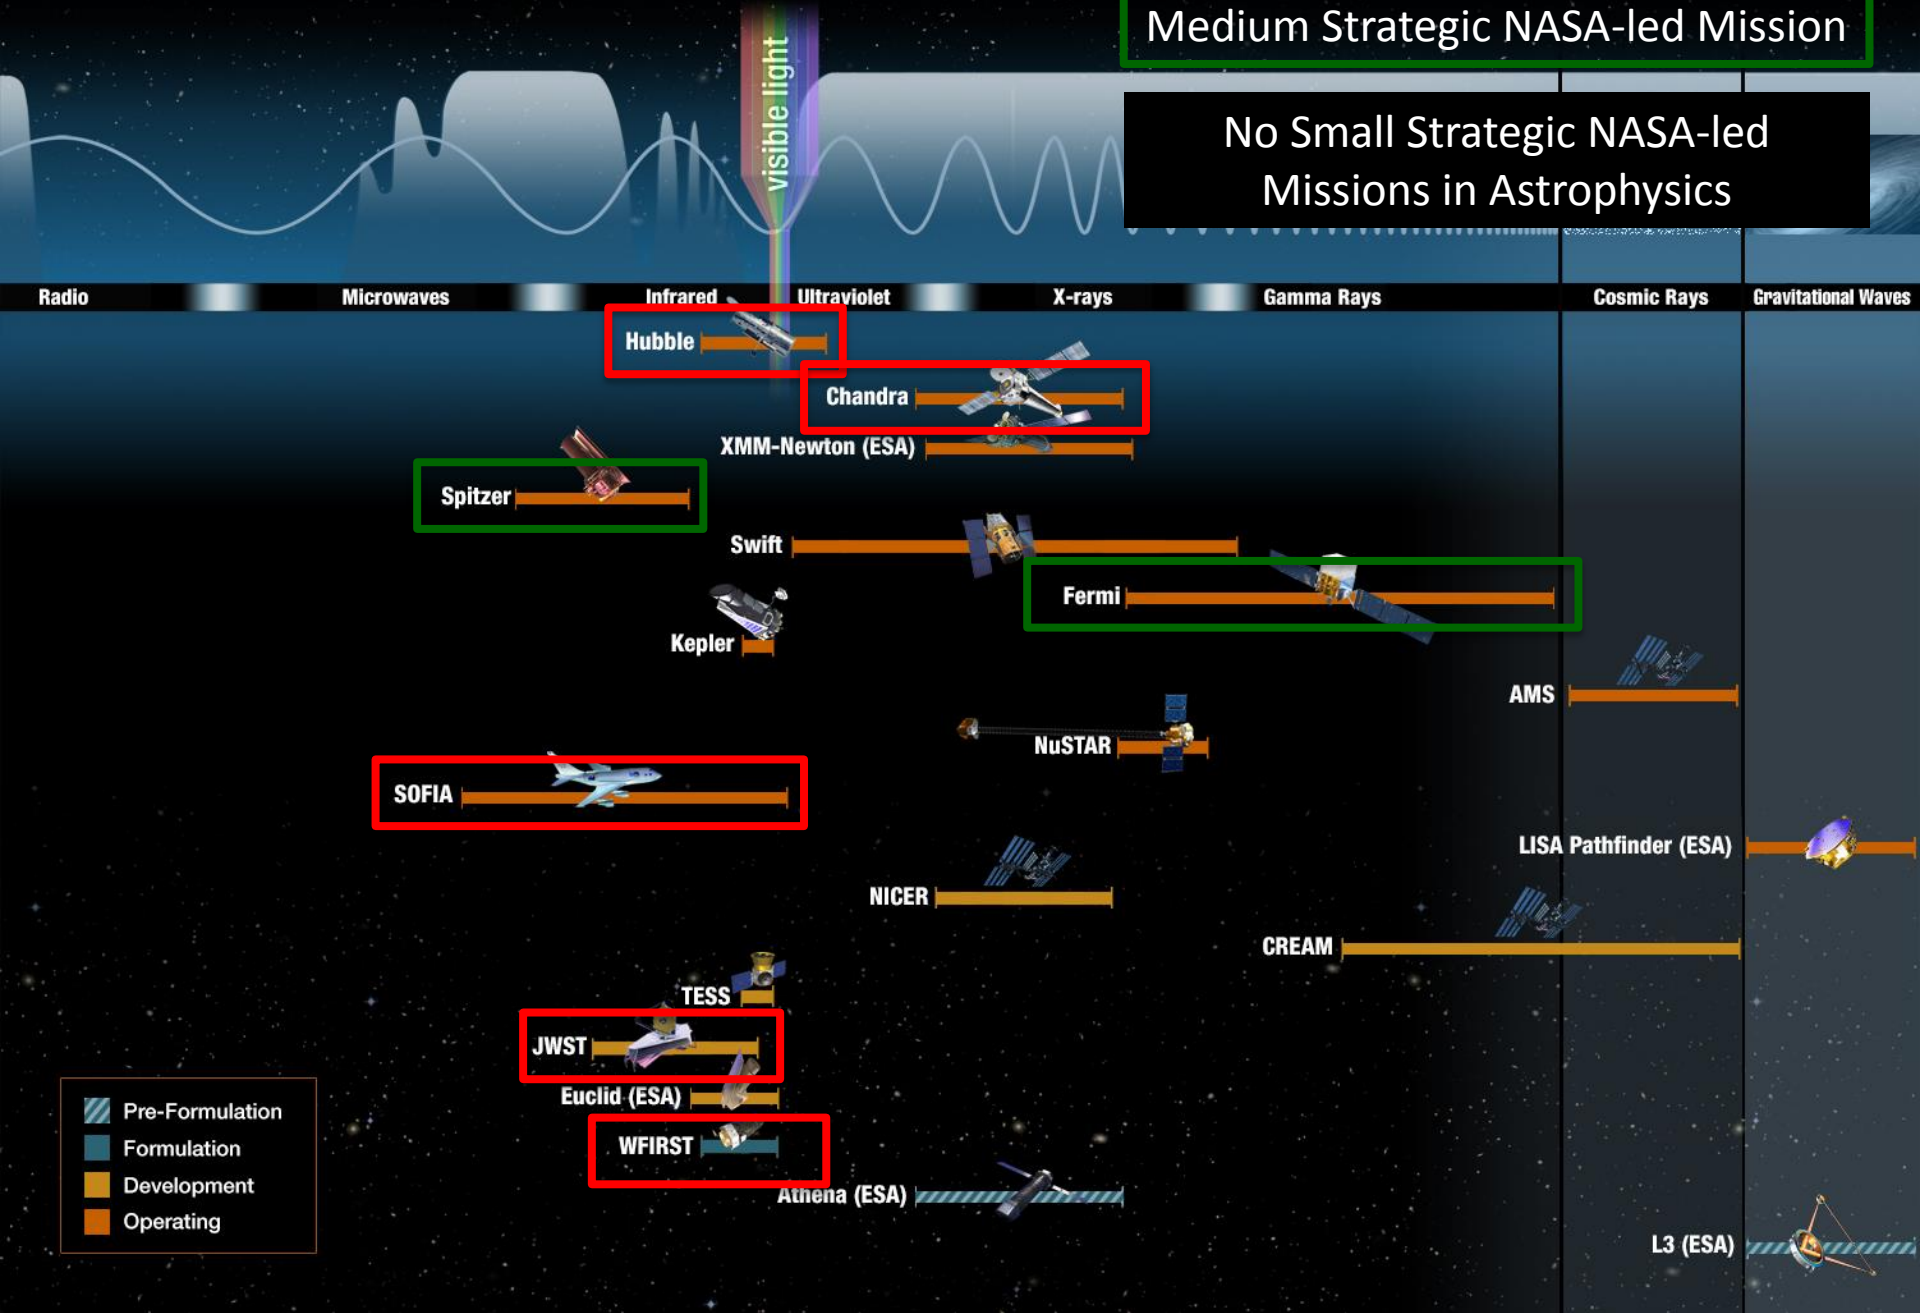 Medium Strategic NASA-led Mission
visible light
No Small Strategic NASA-led
Missions in Astrophysics
Radio
Microwaves
Infrared
Ultraviolet
X-rays
Gamma Rays
Cosmic Rays
Gravitational Waves
Hubble
Chandra
XMM-Newton (ESA)
Spitzer
Swift
Fermi
Kepler
AMS
NuSTAR
SOFIA
LISA Pathfinder (ESA)
NICER
CREAM
TESS
JWST
Euclid (ESA)
WFIRST
Athena (ESA)
L3 (ESA)
Pre-Formulation
Formulation
Development
Operating